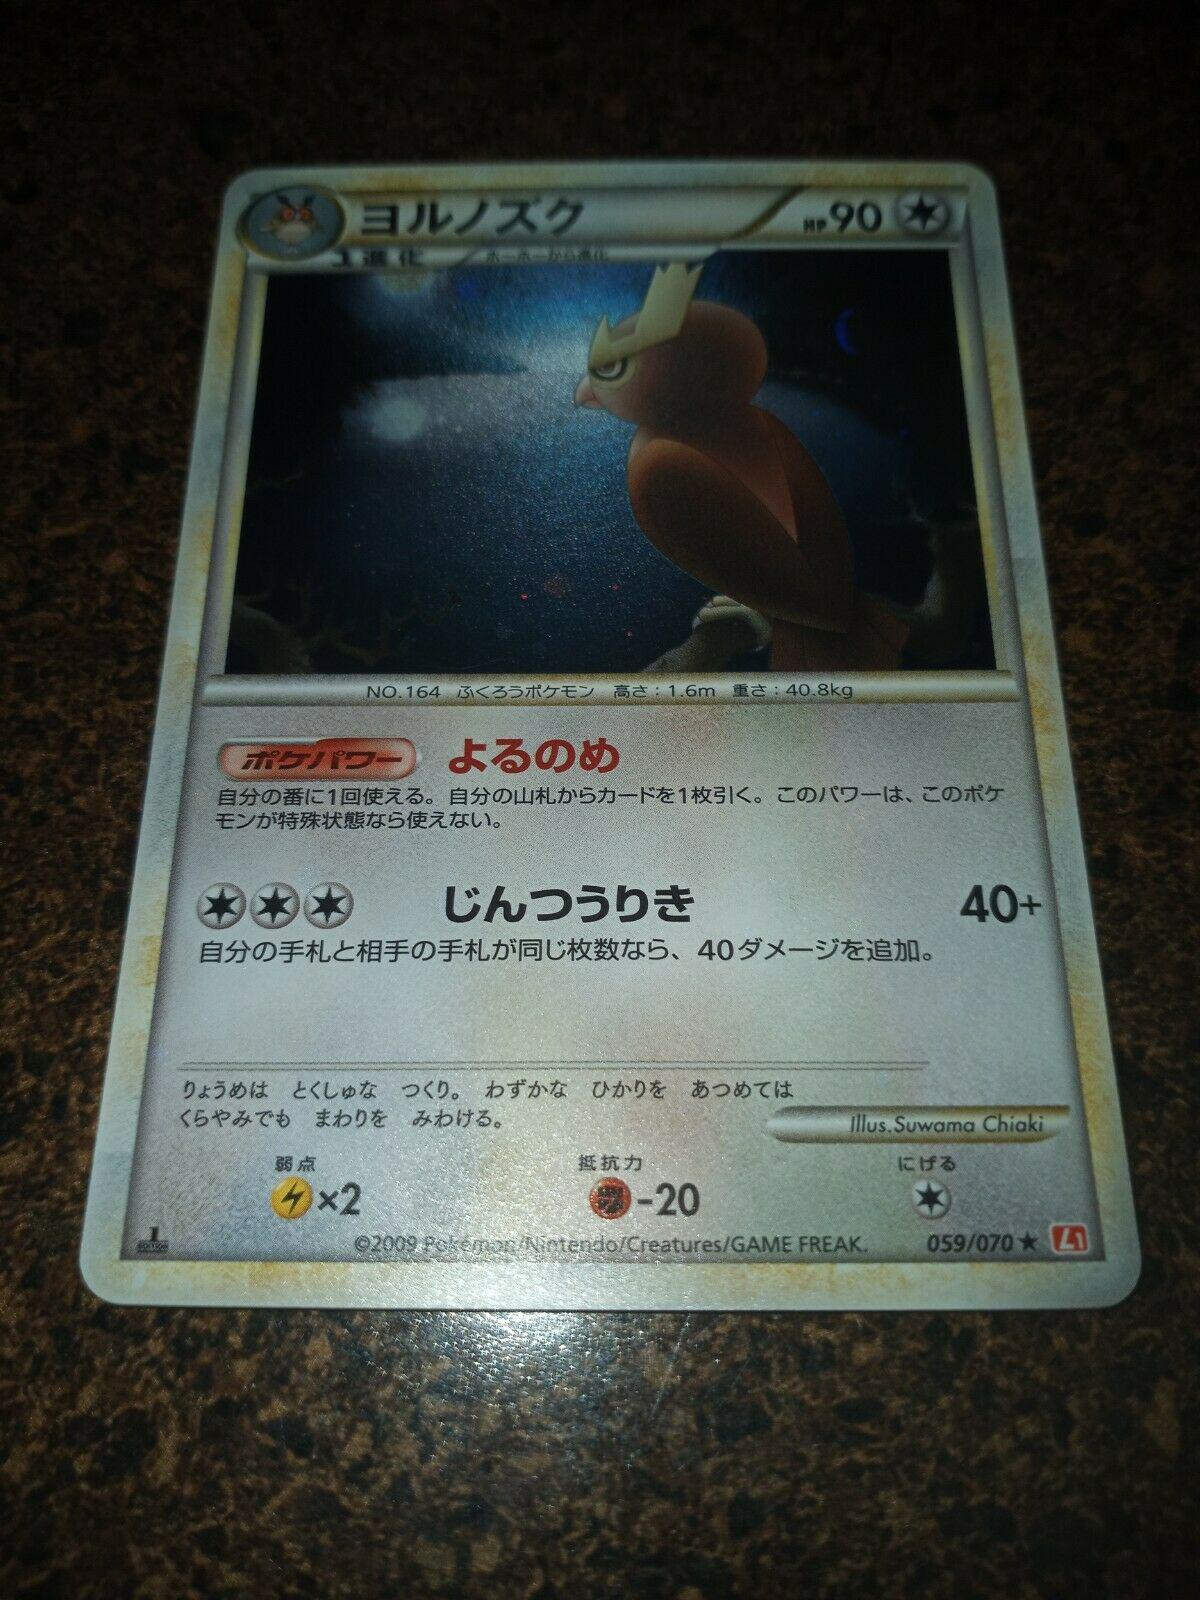 ヨルノズク HP90
1進化 ホーホーから進化
NO.164 ふくろうポケモン 高さ：1.6m 重さ：40.8kg
ポケパワー よるのめ
自分の番に1回使える。自分の山札からカードを1枚引く。このパワーは、このポケ
モンが特殊状態なら使えない。
じんつうりき 40+
自分の手札と相手の手札が同じ枚数なら、40ダメージを追加。
りょうめは とくしゅな つくり。 わずかな ひかりを あつめては
くらやみでも まわりを みわける。
Illus.Suwama Chiaki
弱点 抵抗力 にげる
×2 -20
1 EDITION ©2009 Pokémon/Nintendo/Creatures/GAME FREAK. 059/070★ L1